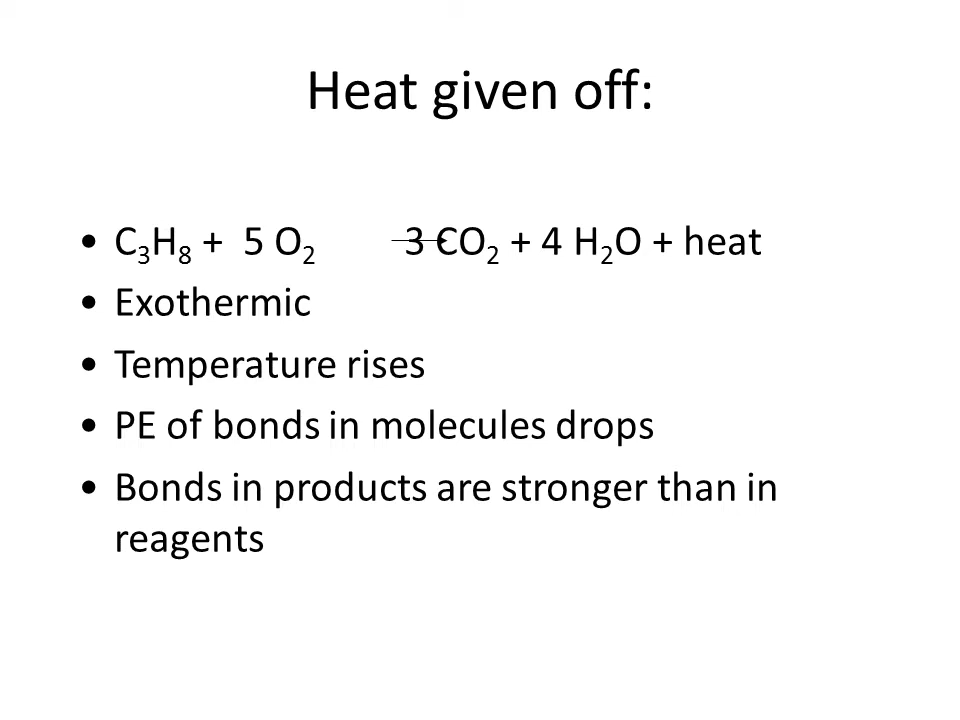 Heat given off:
• C₃H₈ + 5 O₂ → 3 CO₂ + 4 H₂O + heat
• Exothermic
• Temperature rises
• PE of bonds in molecules drops
• Bonds in products are stronger than in
reagents